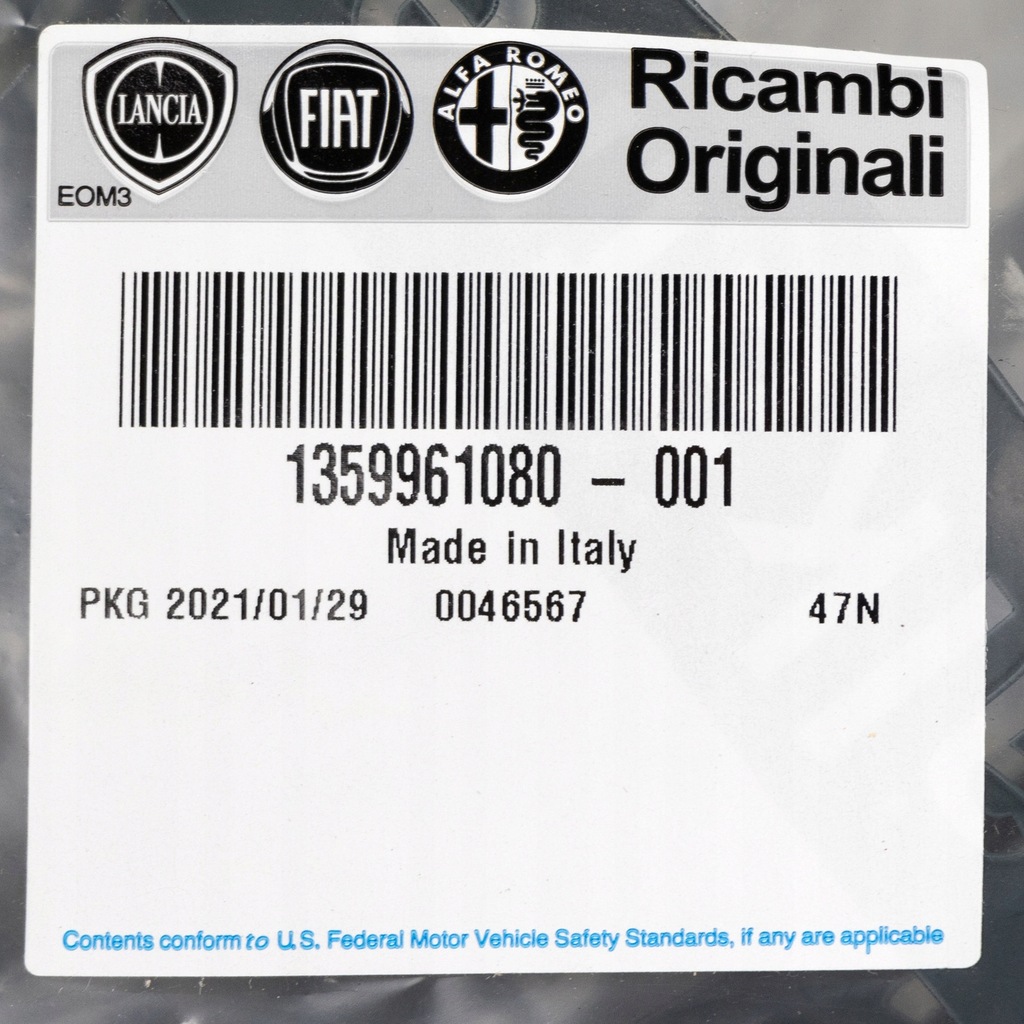 LANCIA
FIAT
ALFA ROMEO
Ricambi
Originali
EOM3
1359961080 – 001
Made in Italy
PKG 2021/01/29 0046567 47N
Contents conform to U.S. Federal Motor Vehicle Safety Standards, if any are applicable